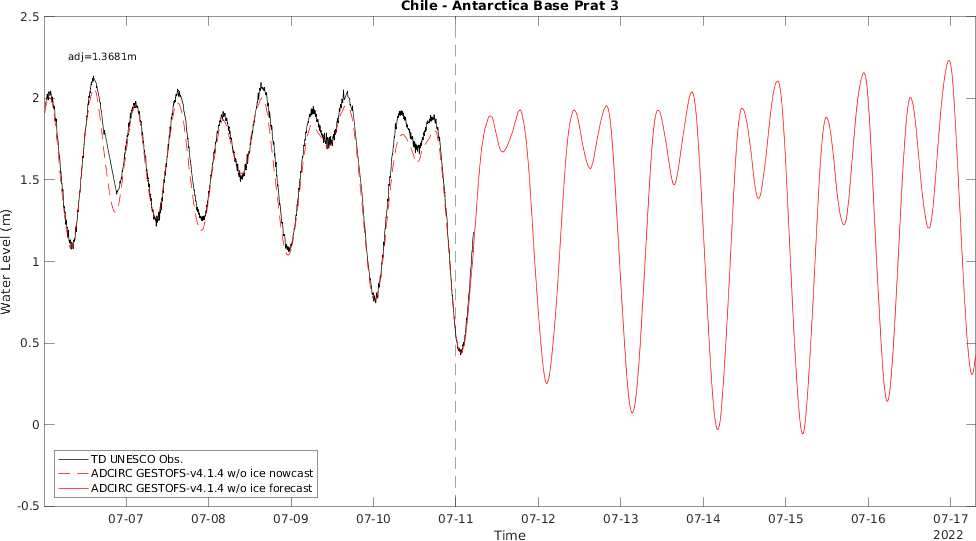 Chile - Antarctica Base Prat 3
adj=1.3681m
Water Level (m)
2.5
2
1.5
1
0.5
0
-0.5
TD UNESCO Obs.
ADCIRC GESTOFS-v4.1.4 w/o ice nowcast
ADCIRC GESTOFS-v4.1.4 w/o ice forecast
07-07 07-08 07-09 07-10 07-11 07-12 07-13 07-14 07-15 07-16 07-17
Time 2022